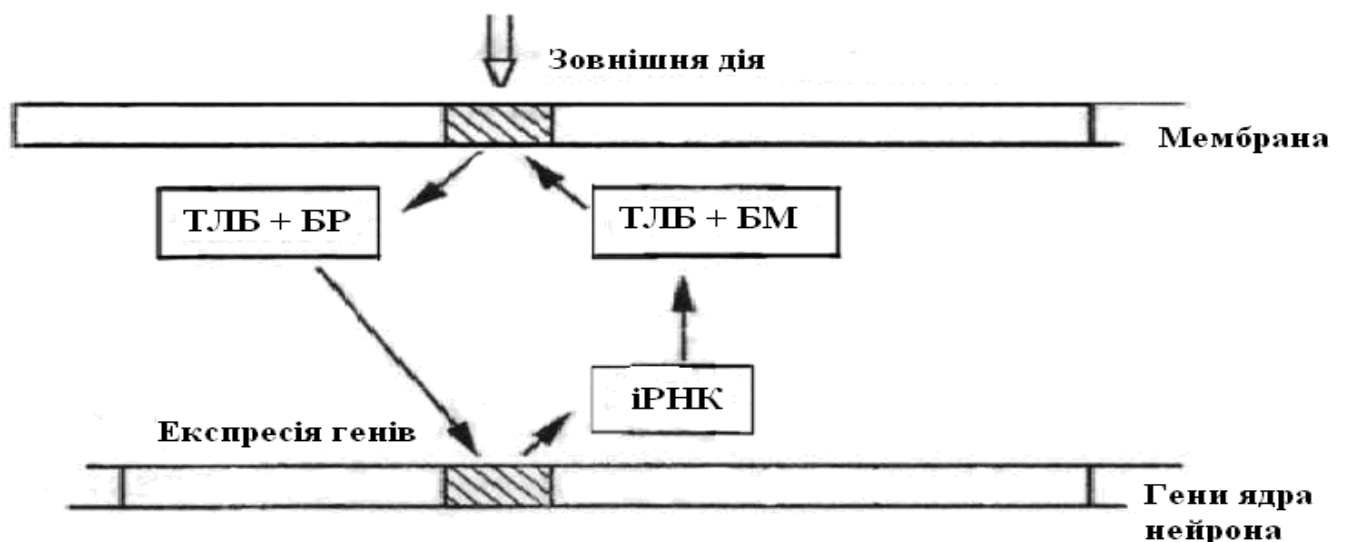 Зовнішня дія
Мембрана
ТЛБ + БР
ТЛБ + БМ
іРНК
Експресія генів
Гени ядра
нейрона